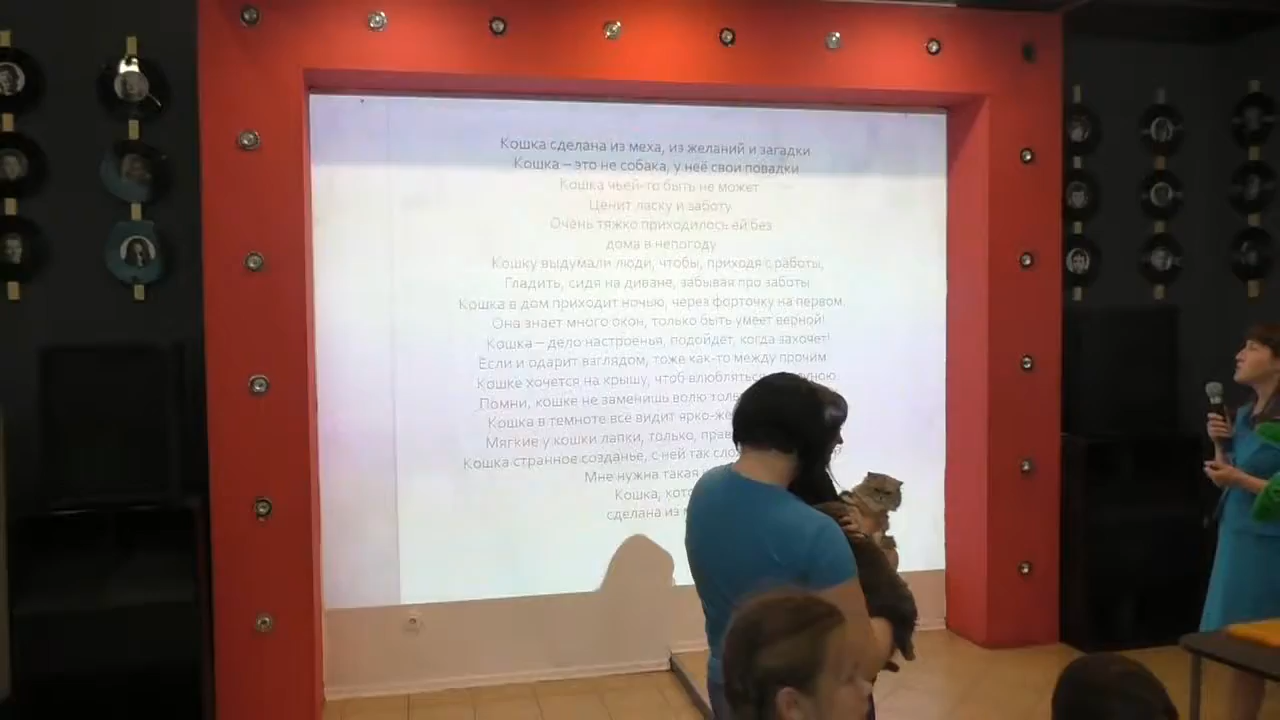 Кошка сделана из меха, из желаний и загадки
Кошка – это не собака, у неё свои повадки
Кошка чьей-то быть не может
Ценит ласку и заботу
Очень тяжко приходилось ей без
дома в непогоду
Кошку выдумали люди, чтобы, приходя с работы,
Гладить, сидя на диване, забывая про заботы
Кошка в дом приходит ночью, через форточку на первом
Она знает много окон, только быть умеет верной!
Кошка – дело настроенья, подойдет, когда захочет!
Если и одарит взглядом, тоже как-то между прочим
Кошке хочется на крышу, чтоб влюбляться
Помни, кошке не заменишь волю
Кошка в темноте всё видит
Мягкие у кошки лапки, только,
Кошка странное созданье, с ней так
Мне нужна такая
Кошка,
сделана из